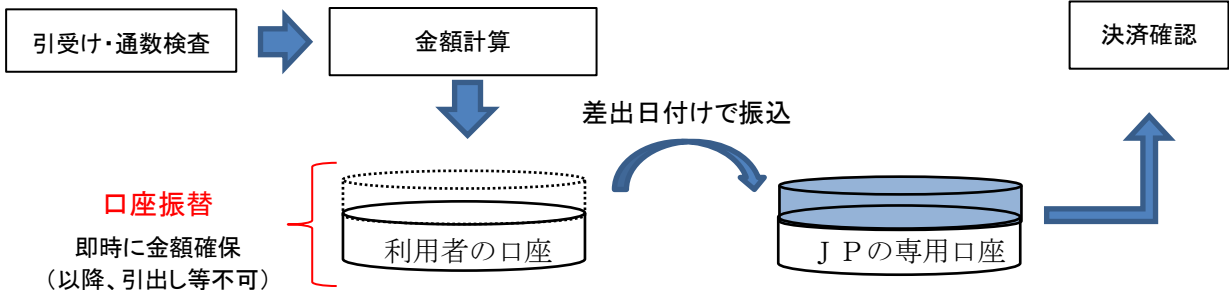 引受け・通数検査
金額計算
決済確認
差出日付けで振込
口座振替
即時に金額確保
（以降、引出し等不可）
利用者の口座
ＪＰの専用口座